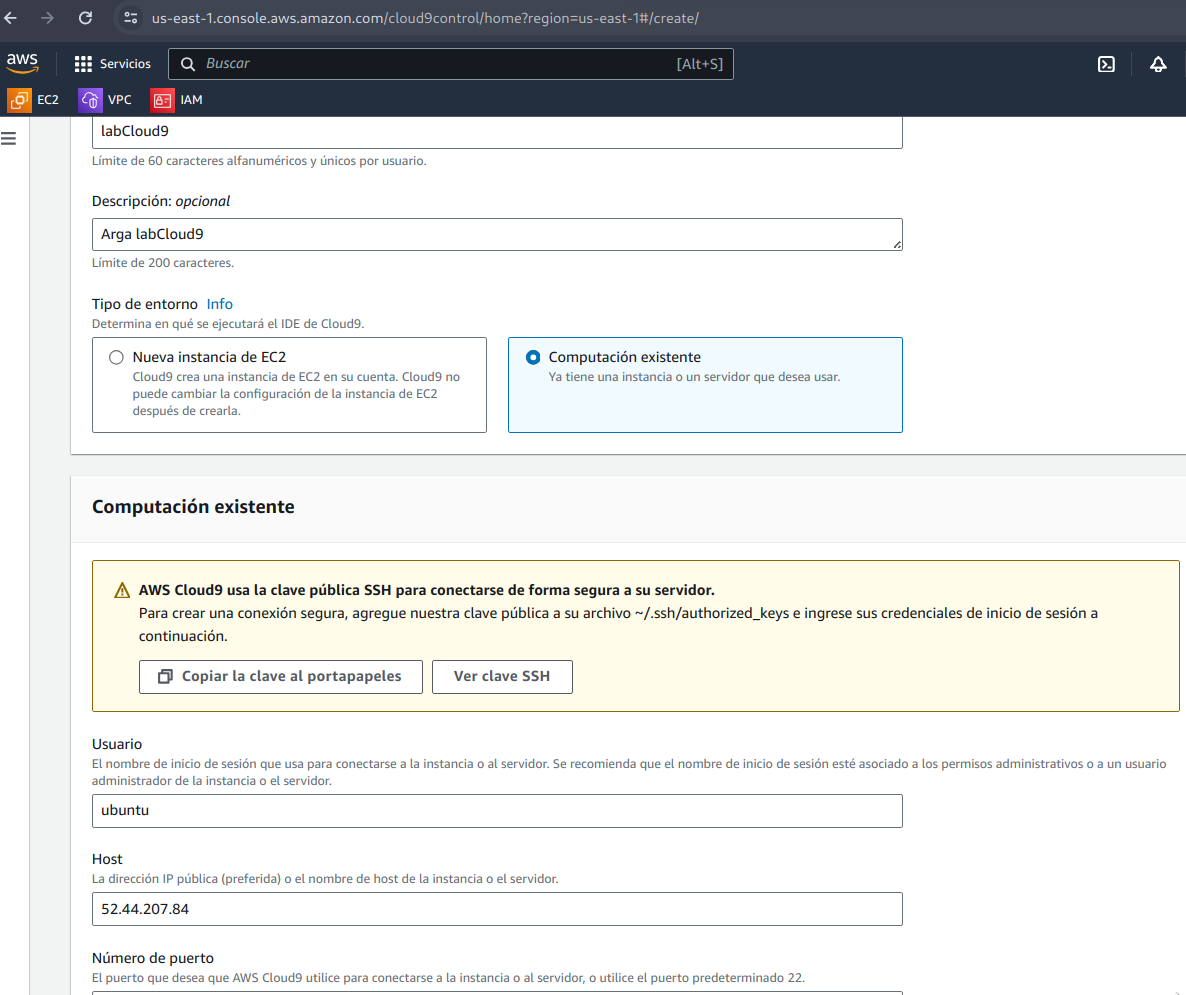 us-east-1.console.aws.amazon.com/cloud9control/home?region=us-east-1#/create/
aws
Servicios
Buscar
[Alt+S]
EC2
VPC
IAM
labCloud9
Límite de 60 caracteres alfanuméricos y únicos por usuario.
Descripción: opcional
Arga labCloud9
Límite de 200 caracteres.
Tipo de entorno Info
Determina en qué se ejecutará el IDE de Cloud9.
Nueva instancia de EC2
Cloud9 crea una instancia de EC2 en su cuenta. Cloud9 no
puede cambiar la configuración de la instancia de EC2
después de crearla.
Computación existente
Ya tiene una instancia o un servidor que desea usar.
Computación existente
AWS Cloud9 usa la clave pública SSH para conectarse de forma segura a su servidor.
Para crear una conexión segura, agregue nuestra clave pública a su archivo ~/.ssh/authorized_keys e ingrese sus credenciales de inicio de sesión a
continuación.
Copiar la clave al portapapeles
Ver clave SSH
Usuario
El nombre de inicio de sesión que usa para conectarse a la instancia o al servidor. Se recomienda que el nombre de inicio de sesión esté asociado a los permisos administrativos o a un usuario
administrador de la instancia o el servidor.
ubuntu
Host
La dirección IP pública (preferida) o el nombre de host de la instancia o el servidor.
52.44.207.84
Número de puerto
El puerto que desea que AWS Cloud9 utilice para conectarse a la instancia o al servidor, o utilice el puerto predeterminado 22.